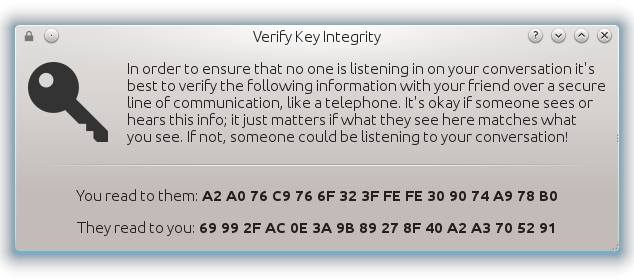 Verify Key Integrity
In order to ensure that no one is listening in on your conversation it's
best to verify the following information with your friend over a secure
line of communication, like a telephone. It's okay if someone sees or
hears this info; it just matters if what they see here matches what
you see. If not, someone could be listening to your conversation!
You read to them: A2 A0 76 C9 76 6F 32 3F FE FE 30 90 74 A9 78 B0
They read to you: 69 99 2F AC 0E 3A 9B 89 27 8F 40 A2 A3 70 52 91